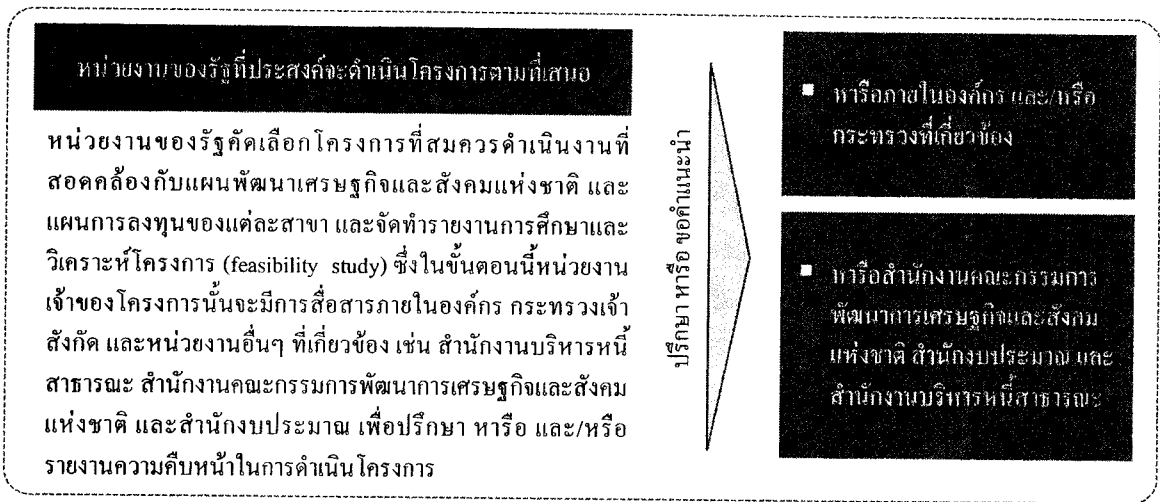 หน่วยงานของรัฐที่ประสงค์จะดำเนินโครงการตามที่เสนอ
หน่วยงานของรัฐคัดเลือกโครงการที่สมควรดำเนินงานที่
สอดคล้องกับแผนพัฒนาเศรษฐกิจและสังคมแห่งชาติ และ
แผนการลงทุนของแต่ละสาขา และจัดทำรายงานการศึกษาและ
วิเคราะห์โครงการ (feasibility study) ซึ่งในขั้นตอนนี้หน่วยงาน
เจ้าของโครงการนั้นจะมีการสื่อสารภายในองค์กร กระทรวงเจ้า
สังกัด และหน่วยงานอื่นๆ ที่เกี่ยวข้อง เช่น สำนักงานบริหารหนี้
สาธารณะ สำนักงานคณะกรรมการพัฒนาการเศรษฐกิจและสังคม
แห่งชาติ และสำนักงบประมาณ เพื่อปรึกษา หารือ และ/หรือ
รายงานความคืบหน้าในการดำเนินโครงการ
ปรึกษา หารือ ขอคำแนะนำ
▪ หารือภายในองค์กร และ/หรือ
กระทรวงที่เกี่ยวข้อง
▪ หารือสำนักงานคณะกรรมการ
พัฒนาการเศรษฐกิจและสังคม
แห่งชาติ สำนักงบประมาณ และ
สำนักงานบริหารหนี้สาธารณะ